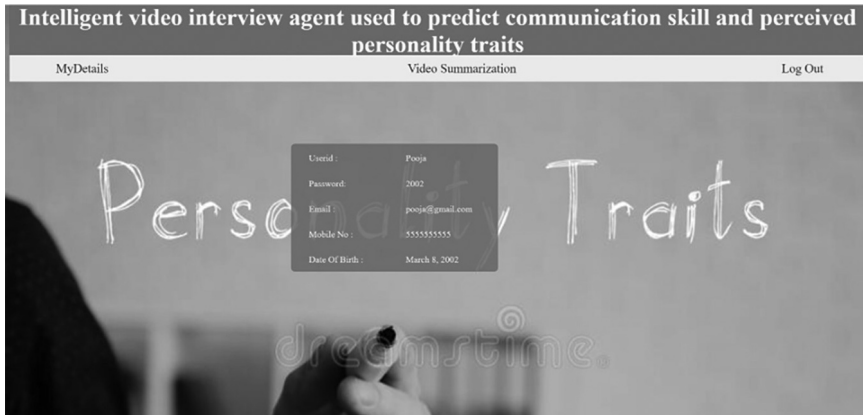 Intelligent video interview agent used to predict communication skill and perceived
personality traits
MyDetails Video Summarization Log Out
Personality Traits
Userid : Pooja
Password: 2002
Email : pooja@gmail.com
Mobile No : 5555555555
Date Of Birth : March 8, 2002
dreamstime